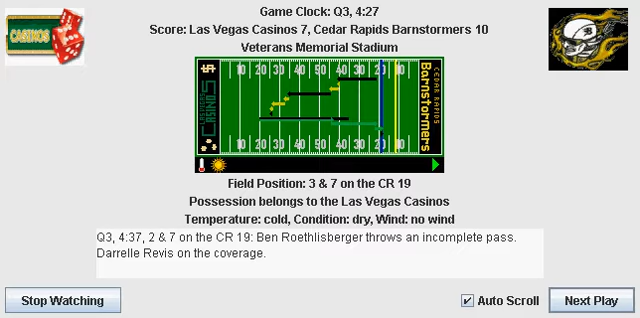 Game Clock: Q3, 4:27
Score: Las Vegas Casinos 7, Cedar Rapids Barnstormers 10
Veterans Memorial Stadium
CASINOS
10 20 30 40 50 40 30 20 10
CASINOS
CEDAR RAPIDS
Barnstormers
10 20 30 40 50 40 30 20 10
Field Position: 3 & 7 on the CR 19
Possession belongs to the Las Vegas Casinos
Temperature: cold, Condition: dry, Wind: no wind
Q3, 4:37, 2 & 7 on the CR 19: Ben Roethlisberger throws an incomplete pass.
Darrelle Revis on the coverage.
Stop Watching
Auto Scroll
Next Play